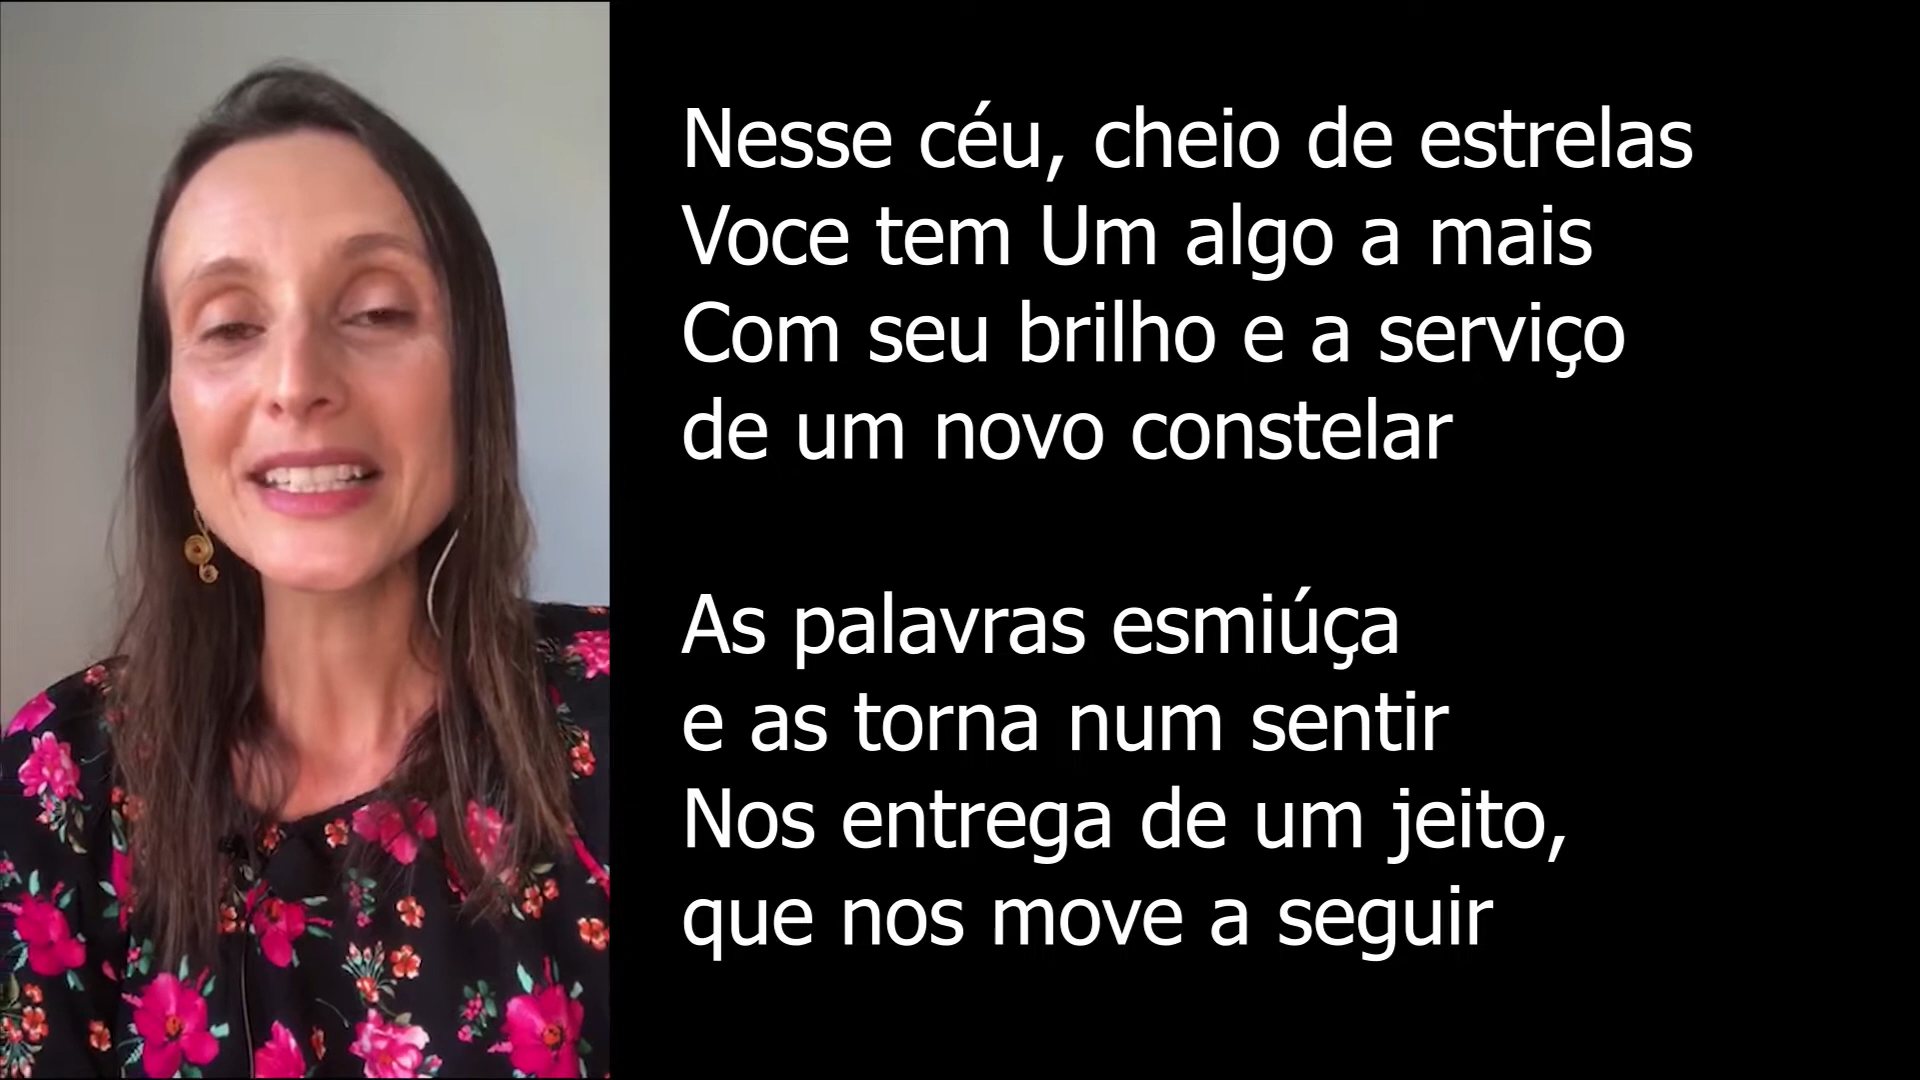 Nesse céu, cheio de estrelas
Voce tem Um algo a mais
Com seu brilho e a serviço
de um novo constelar
As palavras esmiúça
e as torna num sentir
Nos entrega de um jeito,
que nos move a seguir